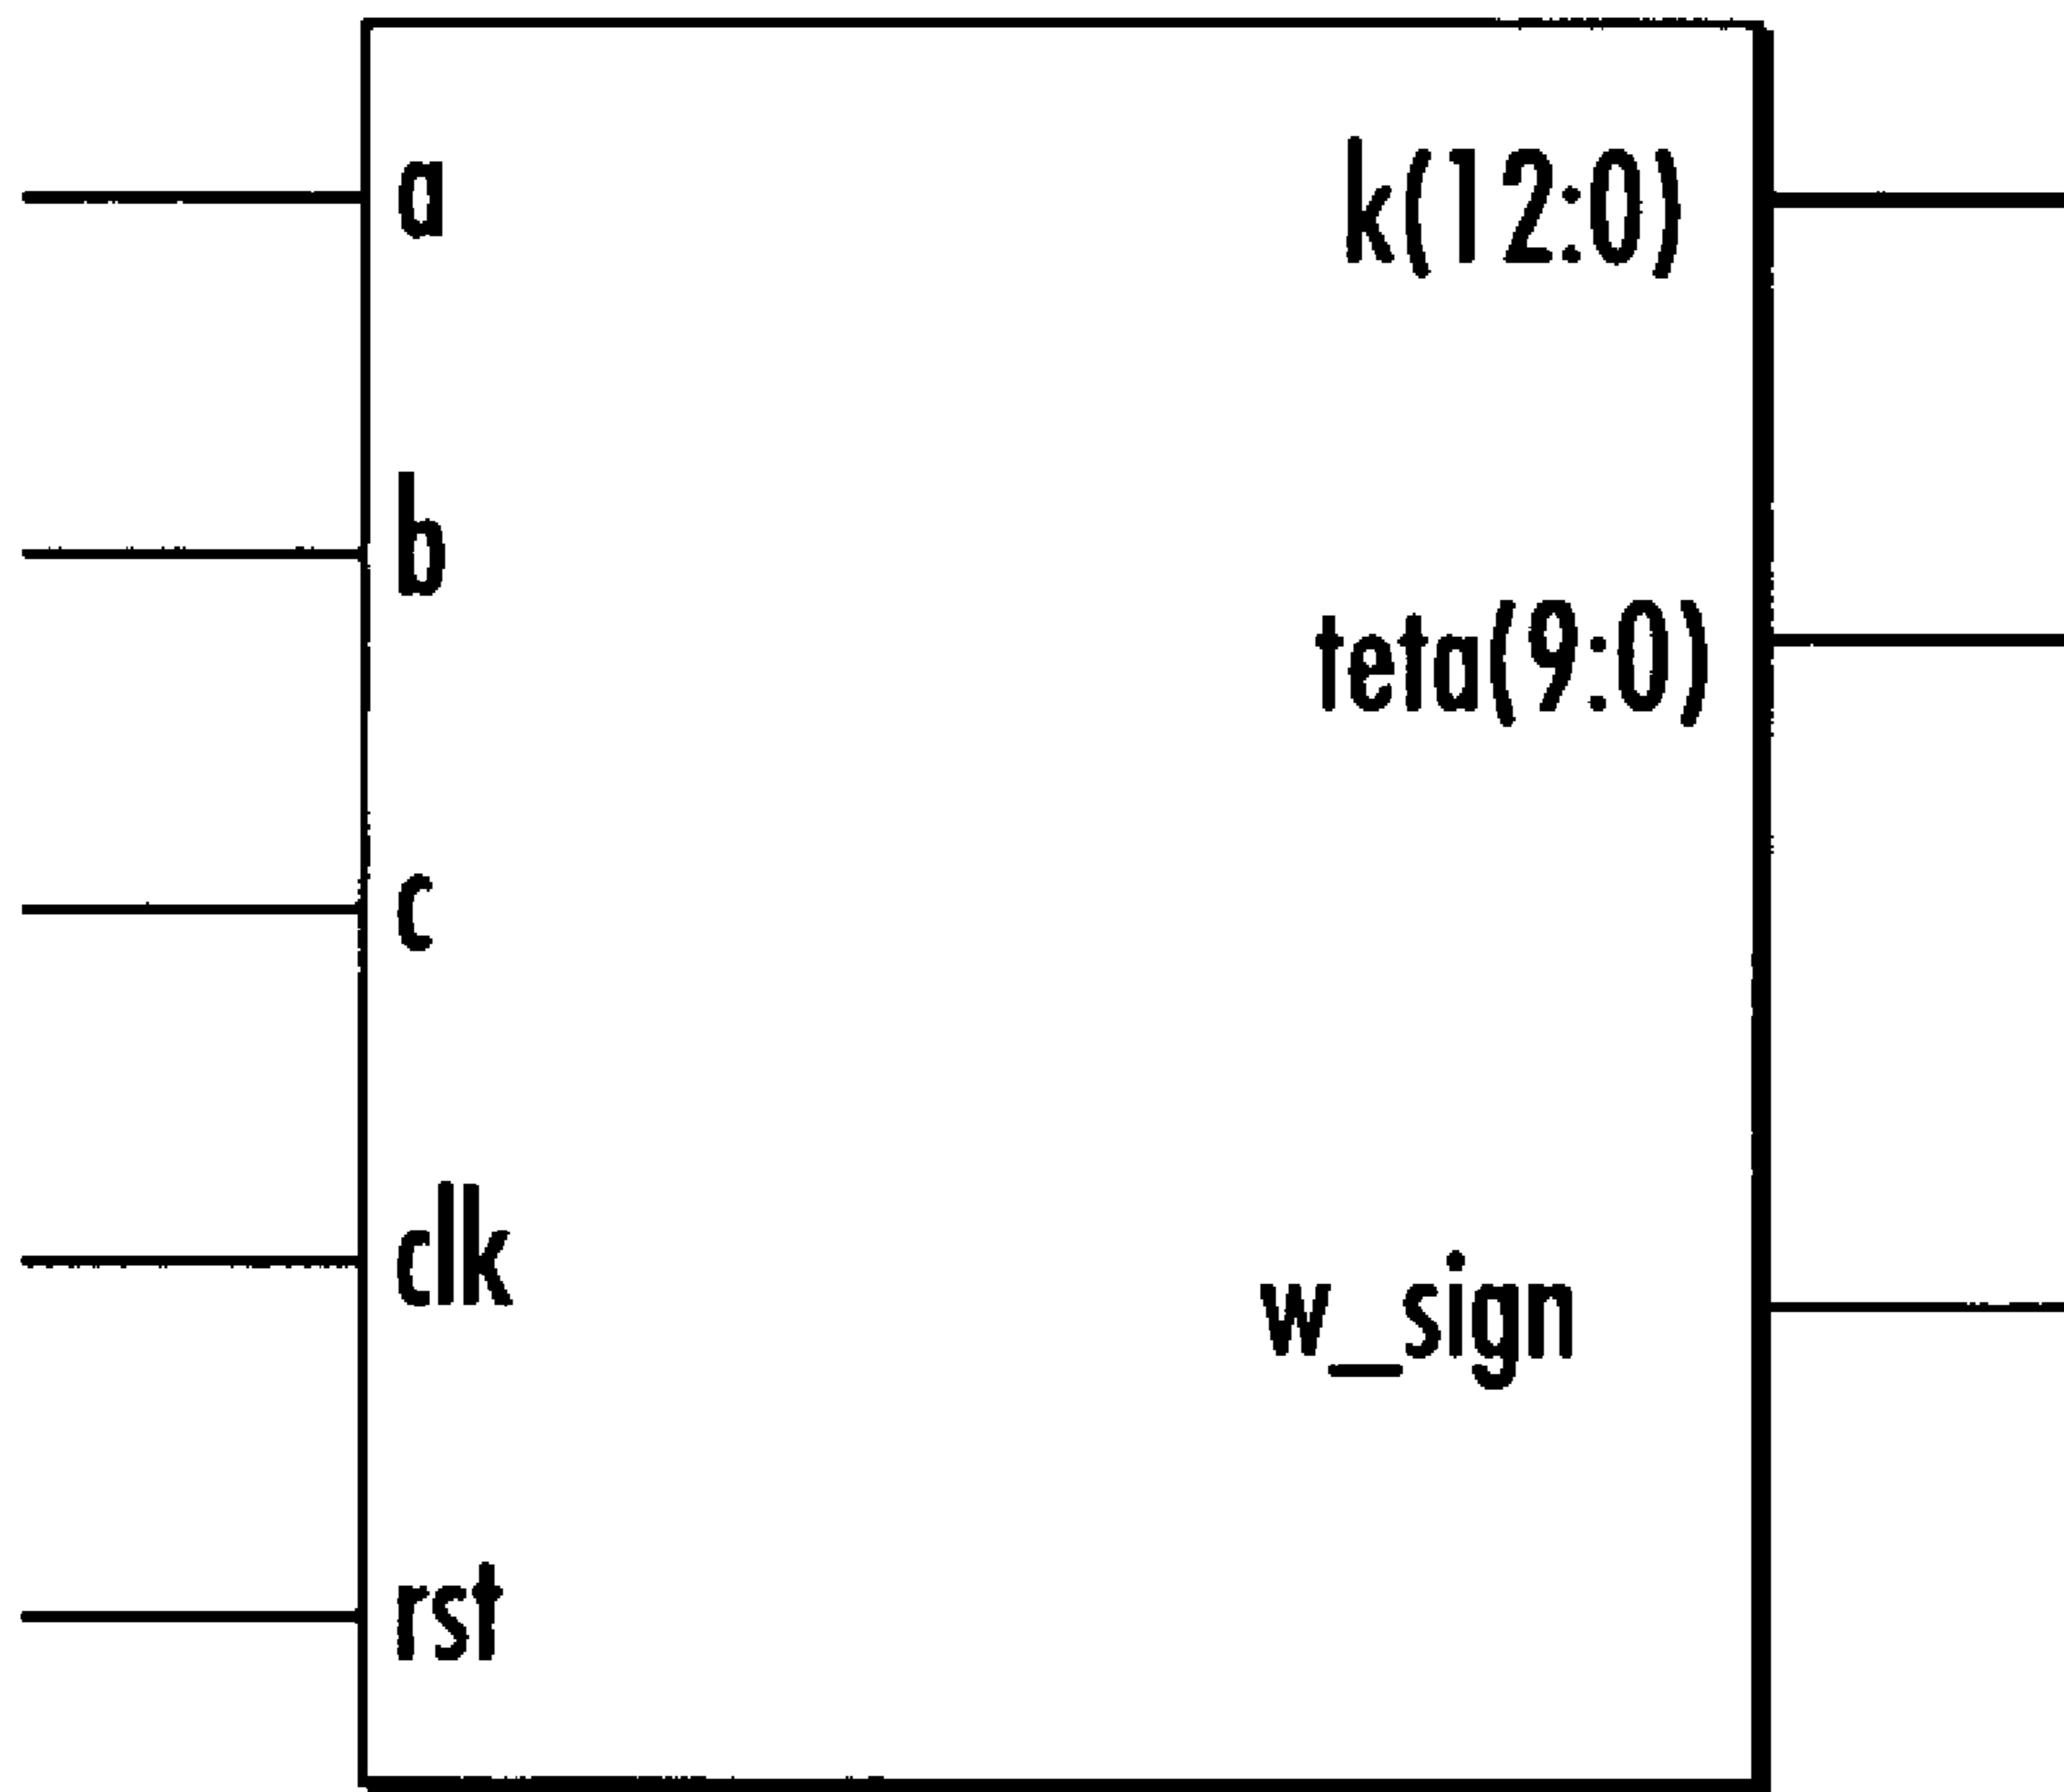 a
k(12:0)
b
teta(9:0)
c
clk
w_sign
rst